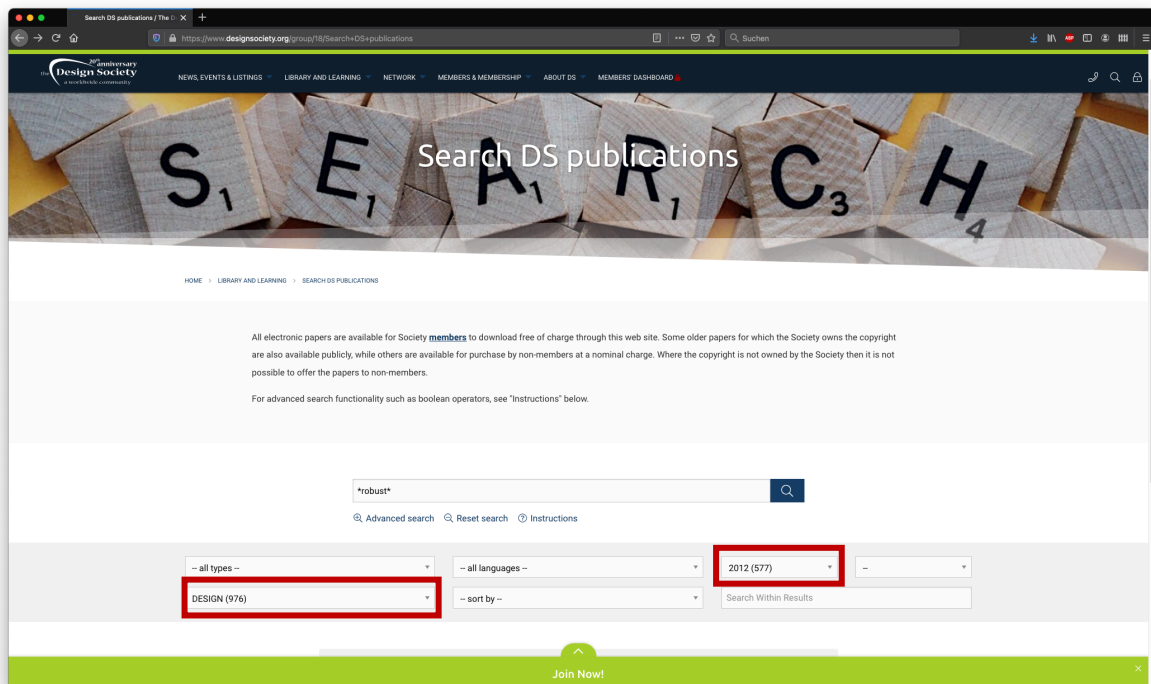 Search DS publications / The D
https://www.designsociety.org/group/18/Search+DS+publications
Suchen
ABP
20th anniversary
the Design Society
a worldwide community
NEWS, EVENTS & LISTINGS
LIBRARY AND LEARNING
NETWORK
MEMBERS & MEMBERSHIP
ABOUT DS
MEMBERS' DASHBOARD
S1 E1 A1 R1 C3 H4
Search DS publications
HOME > LIBRARY AND LEARNING > SEARCH DS PUBLICATIONS
All electronic papers are available for Society members to download free of charge through this web site. Some older papers for which the Society owns the copyright
are also available publicly, while others are available for purchase by non-members at a nominal charge. Where the copyright is not owned by the Society then it is not
possible to offer the papers to non-members.
For advanced search functionality such as boolean operators, see "Instructions" below.
*robust*
Advanced search Reset search Instructions
-- all types --
-- all languages --
2012 (577)
--
DESIGN (976)
-- sort by --
Search Within Results
Join Now!